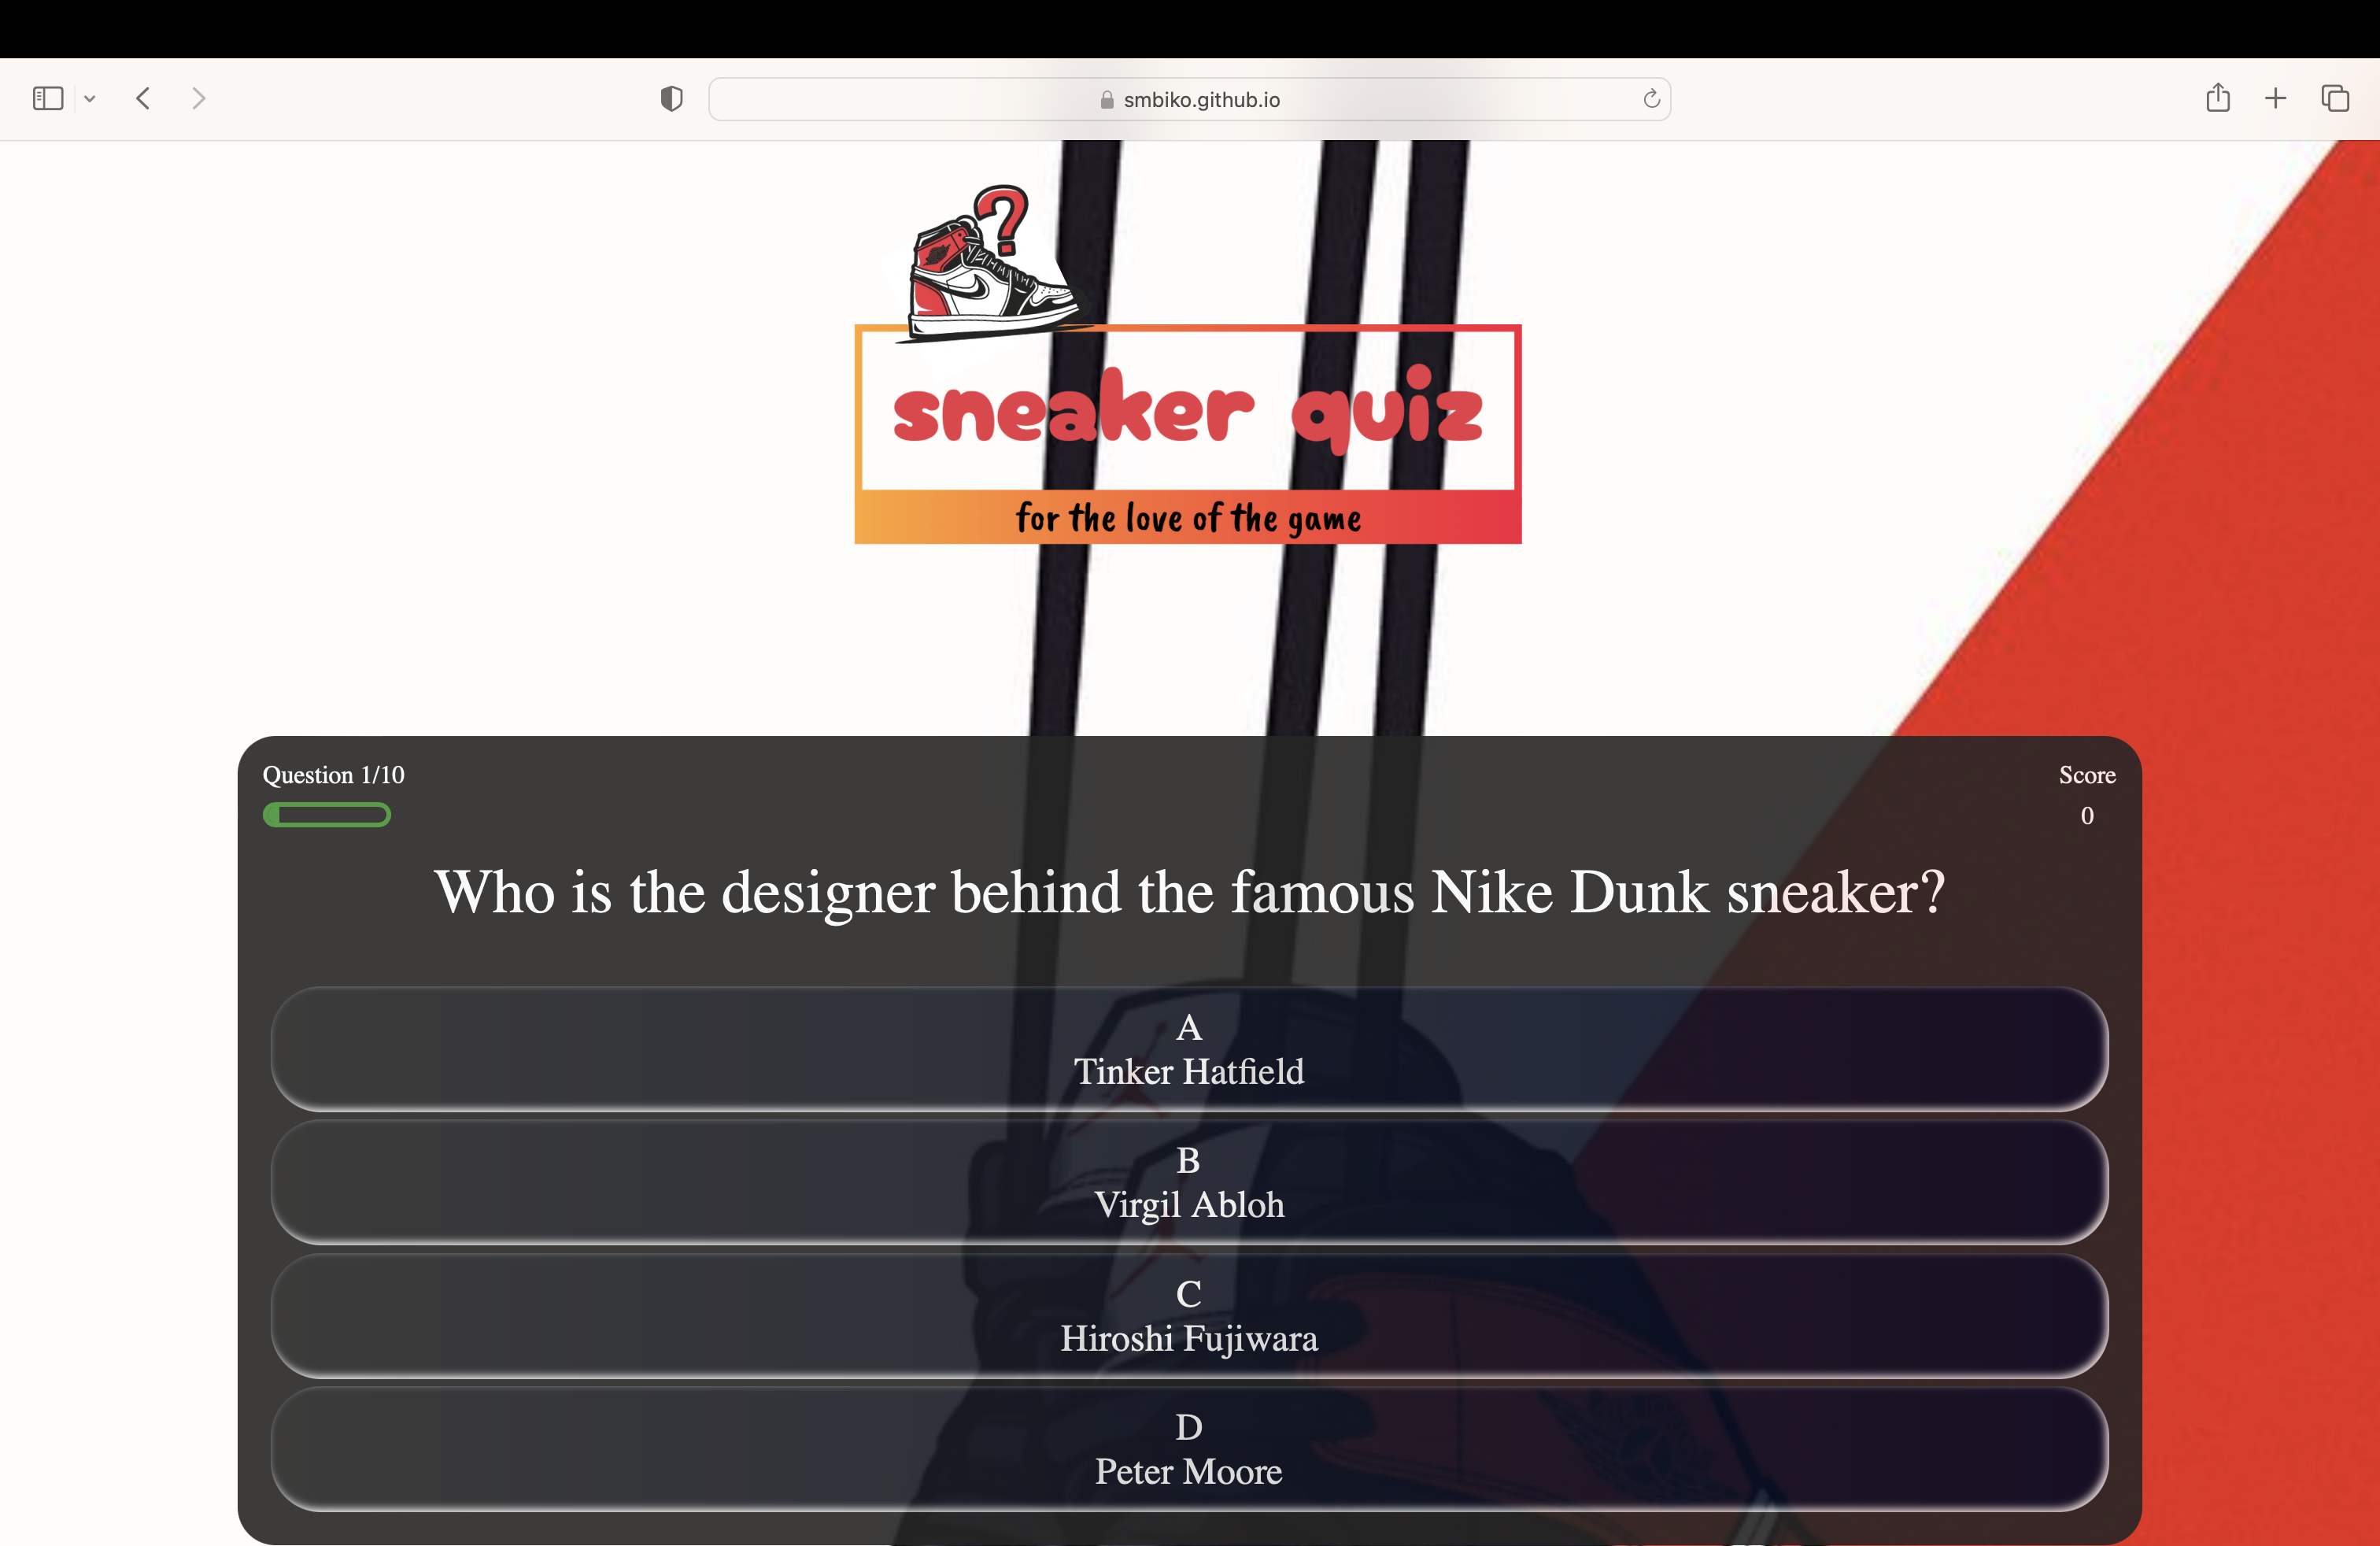 smbiko.github.io
?
sneaker quiz
for the love of the game
Question 1/10
Score
0
Who is the designer behind the famous Nike Dunk sneaker?
A
Tinker Hatfield
B
Virgil Abloh
C
Hiroshi Fujiwara
D
Peter Moore